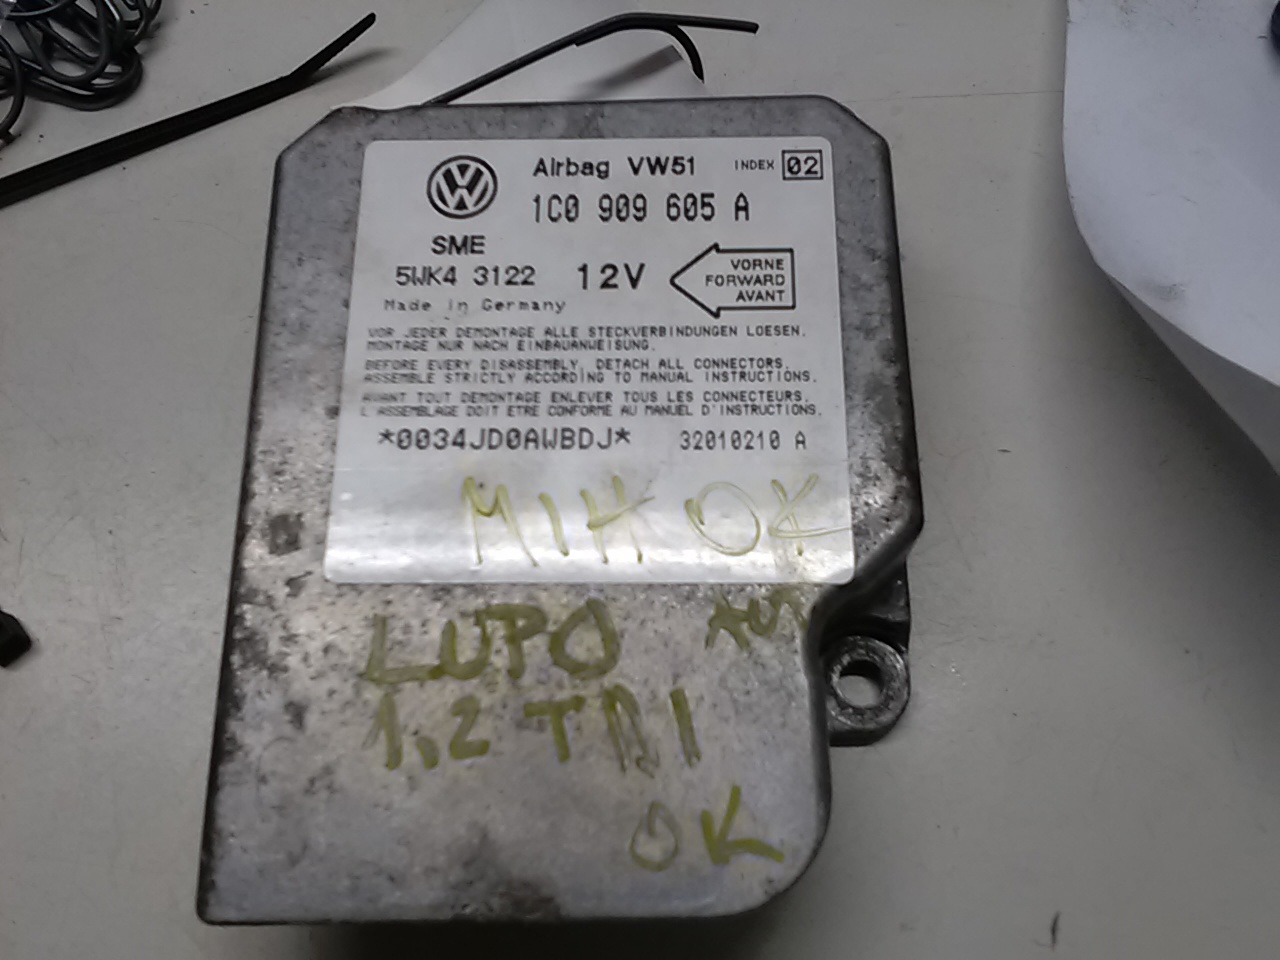 Airbag VW51 INDEX 02
1C0 909 605 A
SME
5WK4 3122 12V
VORNE
FORWARD
AVANT
Made in Germany
VOR JEDER DEMONTAGE ALLE STECKVERBINDUNGEN LOESEN.
MONTAGE NUR NACH EINBAUANWEISUNG.
BEFORE EVERY DISASSEMBLY, DETACH ALL CONNECTORS.
ASSEMBLE STRICTLY ACCORDING TO MANUAL INSTRUCTIONS.
AVANT TOUT DEMONTAGE ENLEVER TOUS LES CONNECTEURS.
L'ASSEMBLAGE DOIT ETRE CONFORME AU MANUEL D'INSTRUCTIONS.
*0034JD0AWBDJ* 32010210 A
OK
LUPO
1.2 TDI
OK